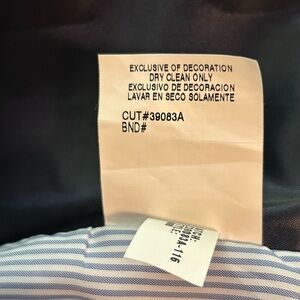 EXCLUSIVE OF DECORATION
DRY CLEAN ONLY
EXCLUSIVO DE DECORACION
LAVAR EN SECO SOLAMENTE
CUT#39083A
BND#